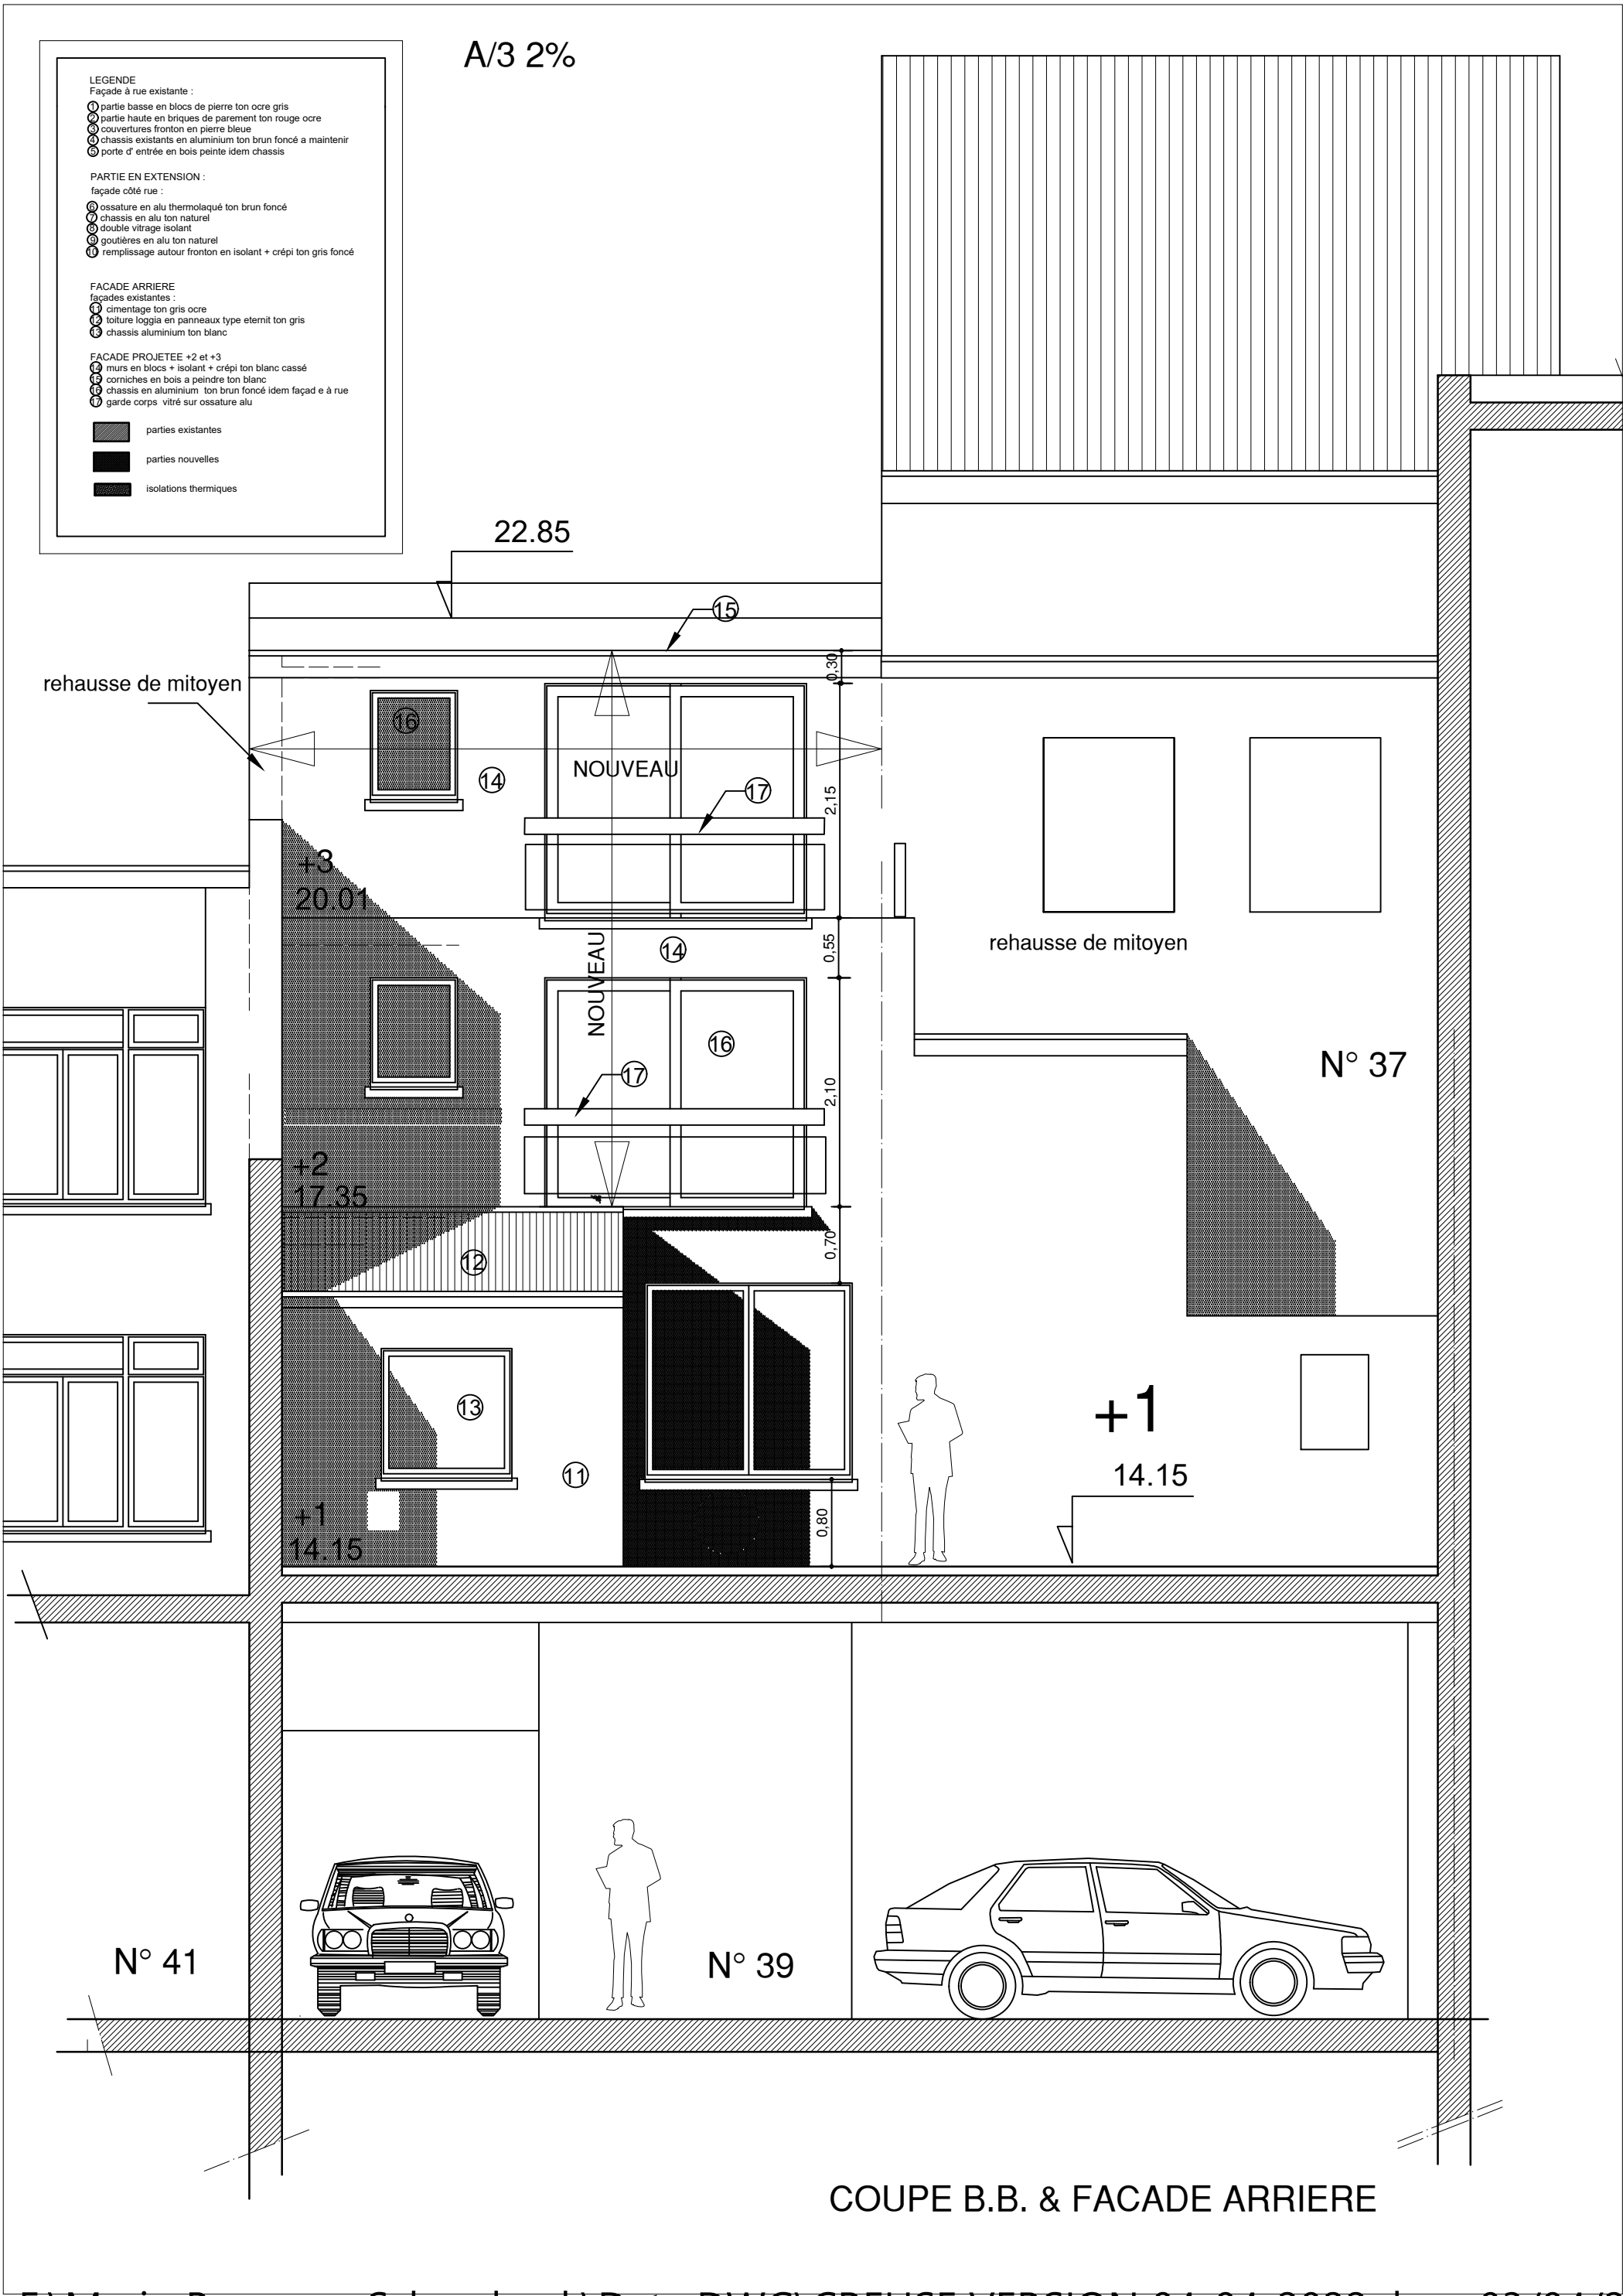 A/3 2%
LEGENDE
Façade à rue existante :
1 partie basse en blocs de pierre ton ocre gris
2 partie haute en briques de parement ton rouge ocre
3 couvertures fronton en pierre bleue
4 chassis existants en aluminium ton brun foncé a maintenir
5 porte d' entrée en bois peinte idem chassis
PARTIE EN EXTENSION :
façade côté rue :
6 ossature en alu thermolaqué ton brun foncé
7 chassis en alu ton naturel
8 double vitrage isolant
9 goutières en alu ton naturel
10 remplissage autour fronton en isolant + crépi ton gris foncé
FACADE ARRIERE
façades existantes :
11 cimentage ton gris ocre
12 toiture loggia en panneaux type eternit ton gris
13 chassis aluminium ton blanc
FACADE PROJETEE +2 et +3
14 murs en blocs + isolant + crépi ton blanc cassé
15 corniches en bois a peindre ton blanc
16 chassis en aluminium ton brun foncé idem façad e à rue
17 garde corps vitré sur ossature alu
parties existantes
parties nouvelles
isolations thermiques
22.85
15
0,30
rehausse de mitoyen
16
NOUVEAU
14
17
2,15
+3
20.01
rehausse de mitoyen
14
0,55
NOUVEAU
16
N° 37
17
2,10
+2
17.35
0,70
12
13
+1
11
14.15
+1
14.15
0,80
N° 41
N° 39
COUPE B.B. & FACADE ARRIERE